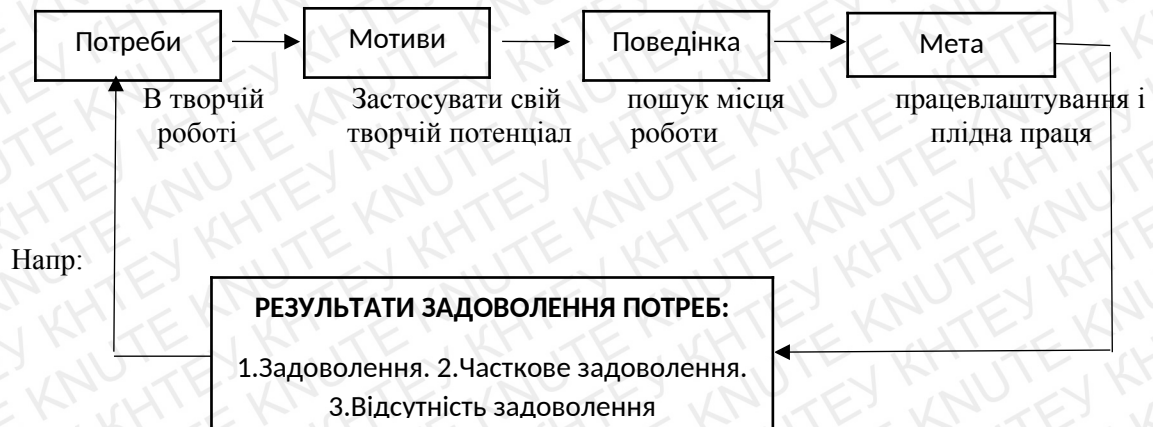 Потреби
Мотиви
Поведінка
Мета
В творчій
роботі
Застосувати свій
творчій потенціал
пошук місця
роботи
працевлаштування і
плідна праця
Напр:
РЕЗУЛЬТАТИ ЗАДОВОЛЕННЯ ПОТРЕБ:
1.Задоволення. 2.Часткове задоволення.
3.Відсутність задоволення